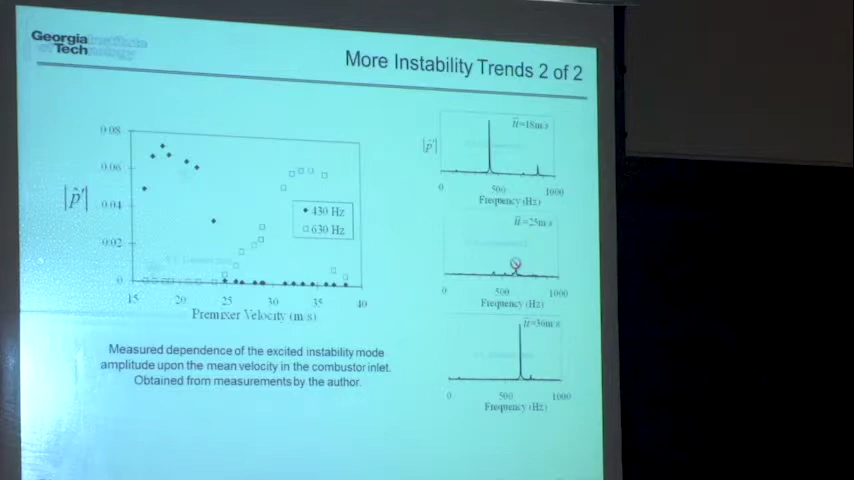 Georgia Institute
of Technology
More Instability Trends 2 of 2
|p̂'|
0.08
0.06
0.04
0.02
0
15 20 25 30 35 40
Premixer Velocity (m/s)
430 Hz
630 Hz
Measured dependence of the excited instability mode
amplitude upon the mean velocity in the combustor inlet.
Obtained from measurements by the author.
|p̂'|
u̅=18m/s
0 500 1000
Frequency (Hz)
u̅=25m/s
0 500 1000
Frequency (Hz)
u̅=36m/s
0 500 1000
Frequency (Hz)